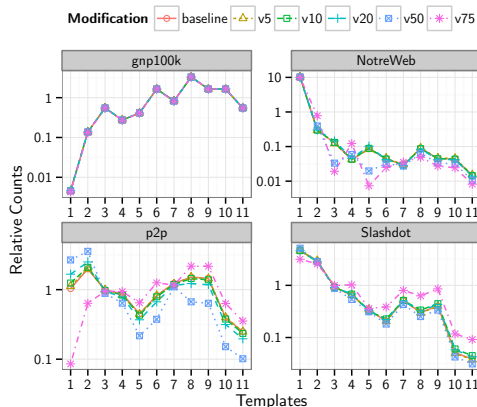 Modification baseline v5 v10 v20 v50 v75
gnp100k
NotreWeb
1
0.1
0.01
10
1
0.1
0.01
1 2 3 4 5 6 7 8 9 10 11
1 2 3 4 5 6 7 8 9 10 11
Relative Counts
p2p
Slashdot
1
0.1
1
0.1
1 2 3 4 5 6 7 8 9 10 11
1 2 3 4 5 6 7 8 9 10 11
Templates